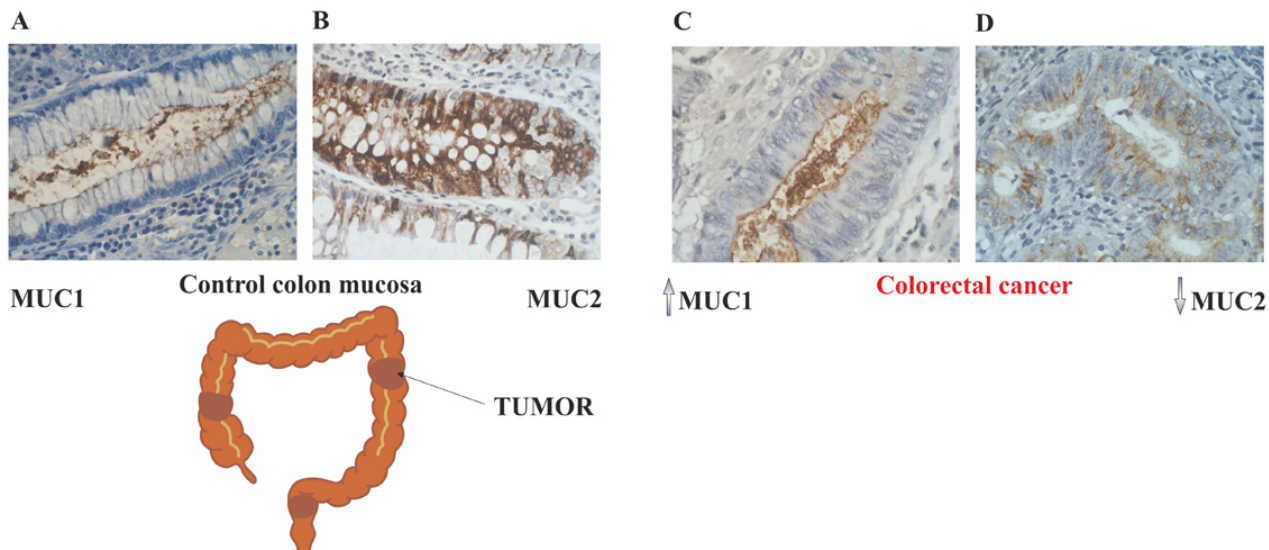 A
B
C
D
MUC1
Control colon mucosa
MUC2
MUC1
Colorectal cancer
MUC2
TUMOR